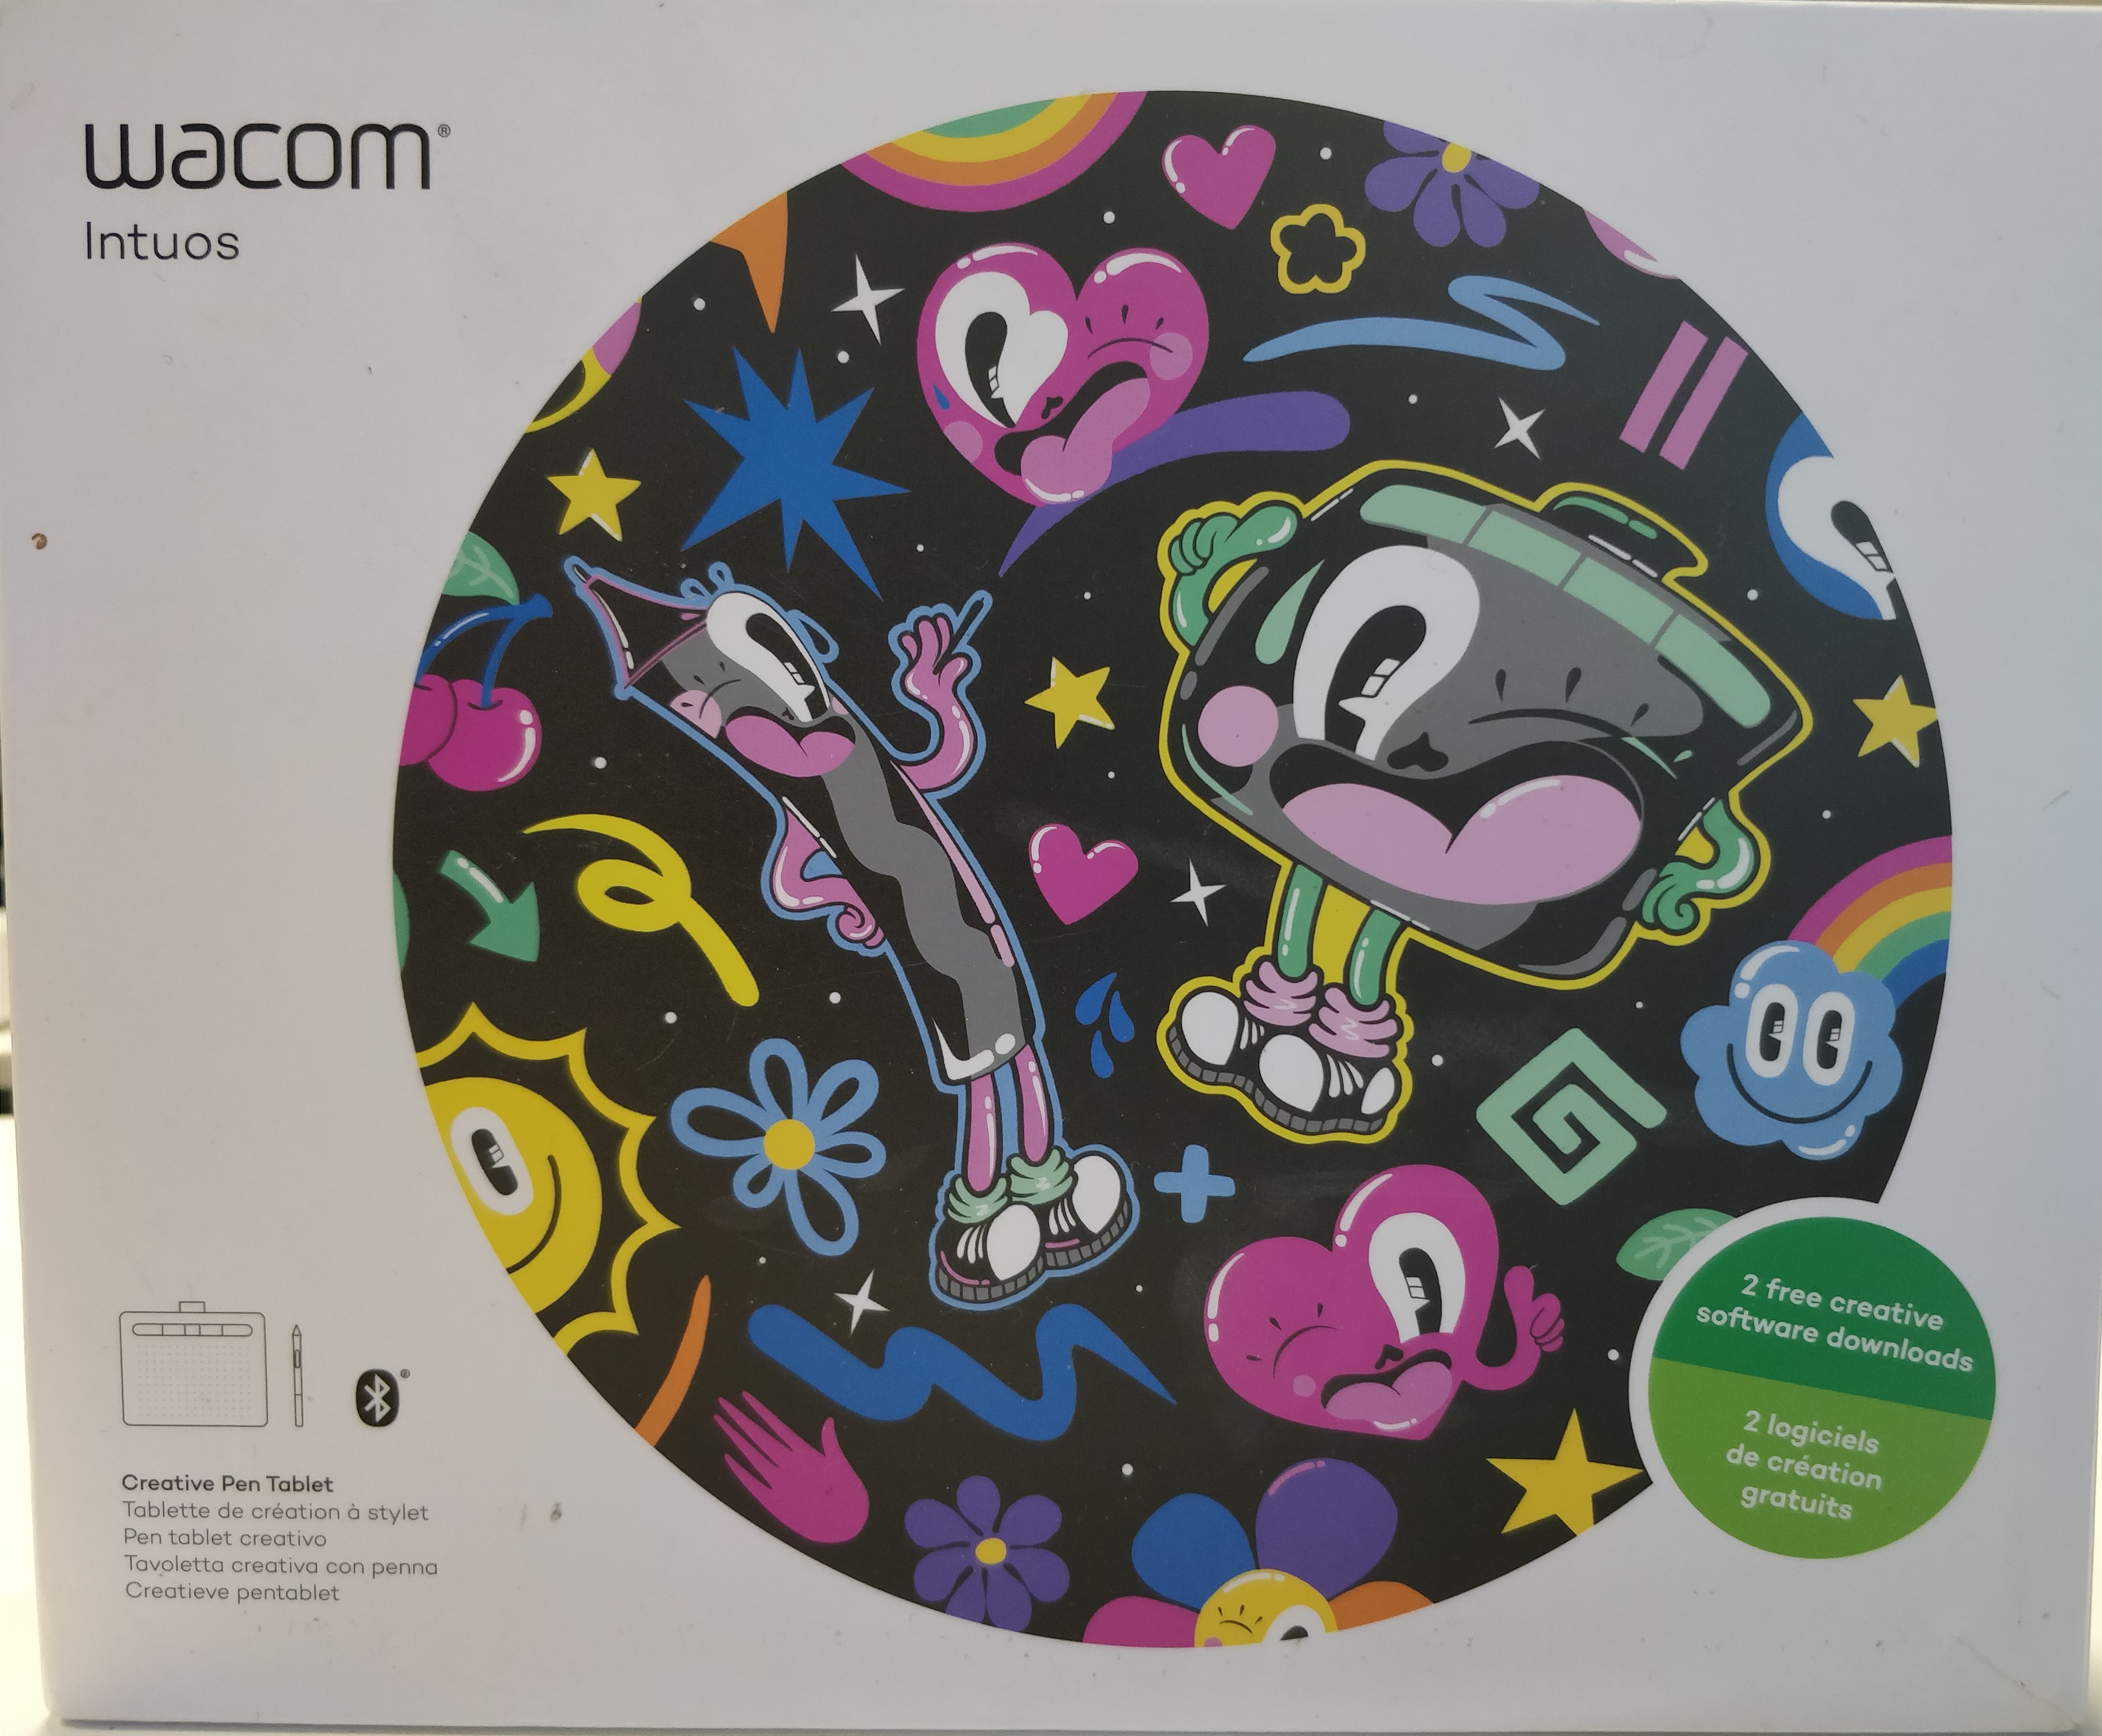 wacom®
Intuos
2 free creative
software downloads
2 logiciels
de création
gratuits
Creative Pen Tablet
Tablette de création à stylet
Pen tablet creativo
Tavoletta creativa con penna
Creatieve pentablet